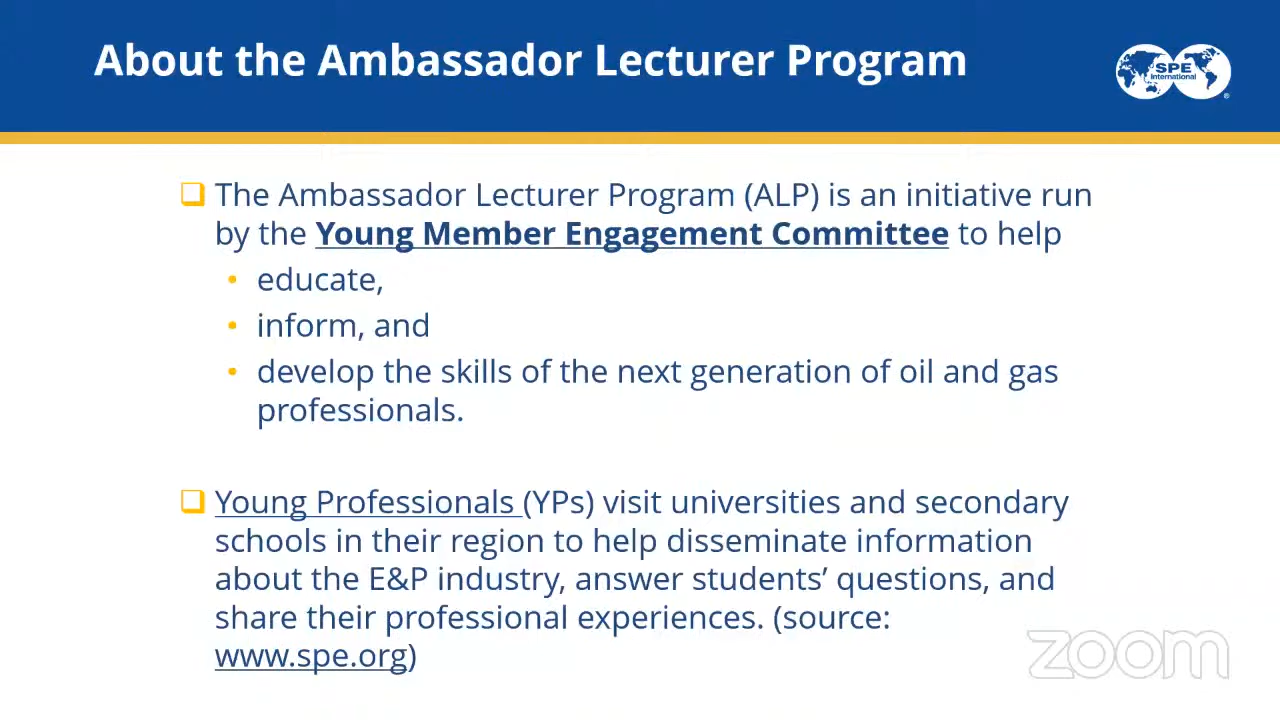 About the Ambassador Lecturer Program
SPE
International
®
❑ The Ambassador Lecturer Program (ALP) is an initiative run
by the Young Member Engagement Committee to help
• educate,
• inform, and
• develop the skills of the next generation of oil and gas
professionals.
❑ Young Professionals (YPs) visit universities and secondary
schools in their region to help disseminate information
about the E&P industry, answer students’ questions, and
share their professional experiences. (source:
www.spe.org)
zoom